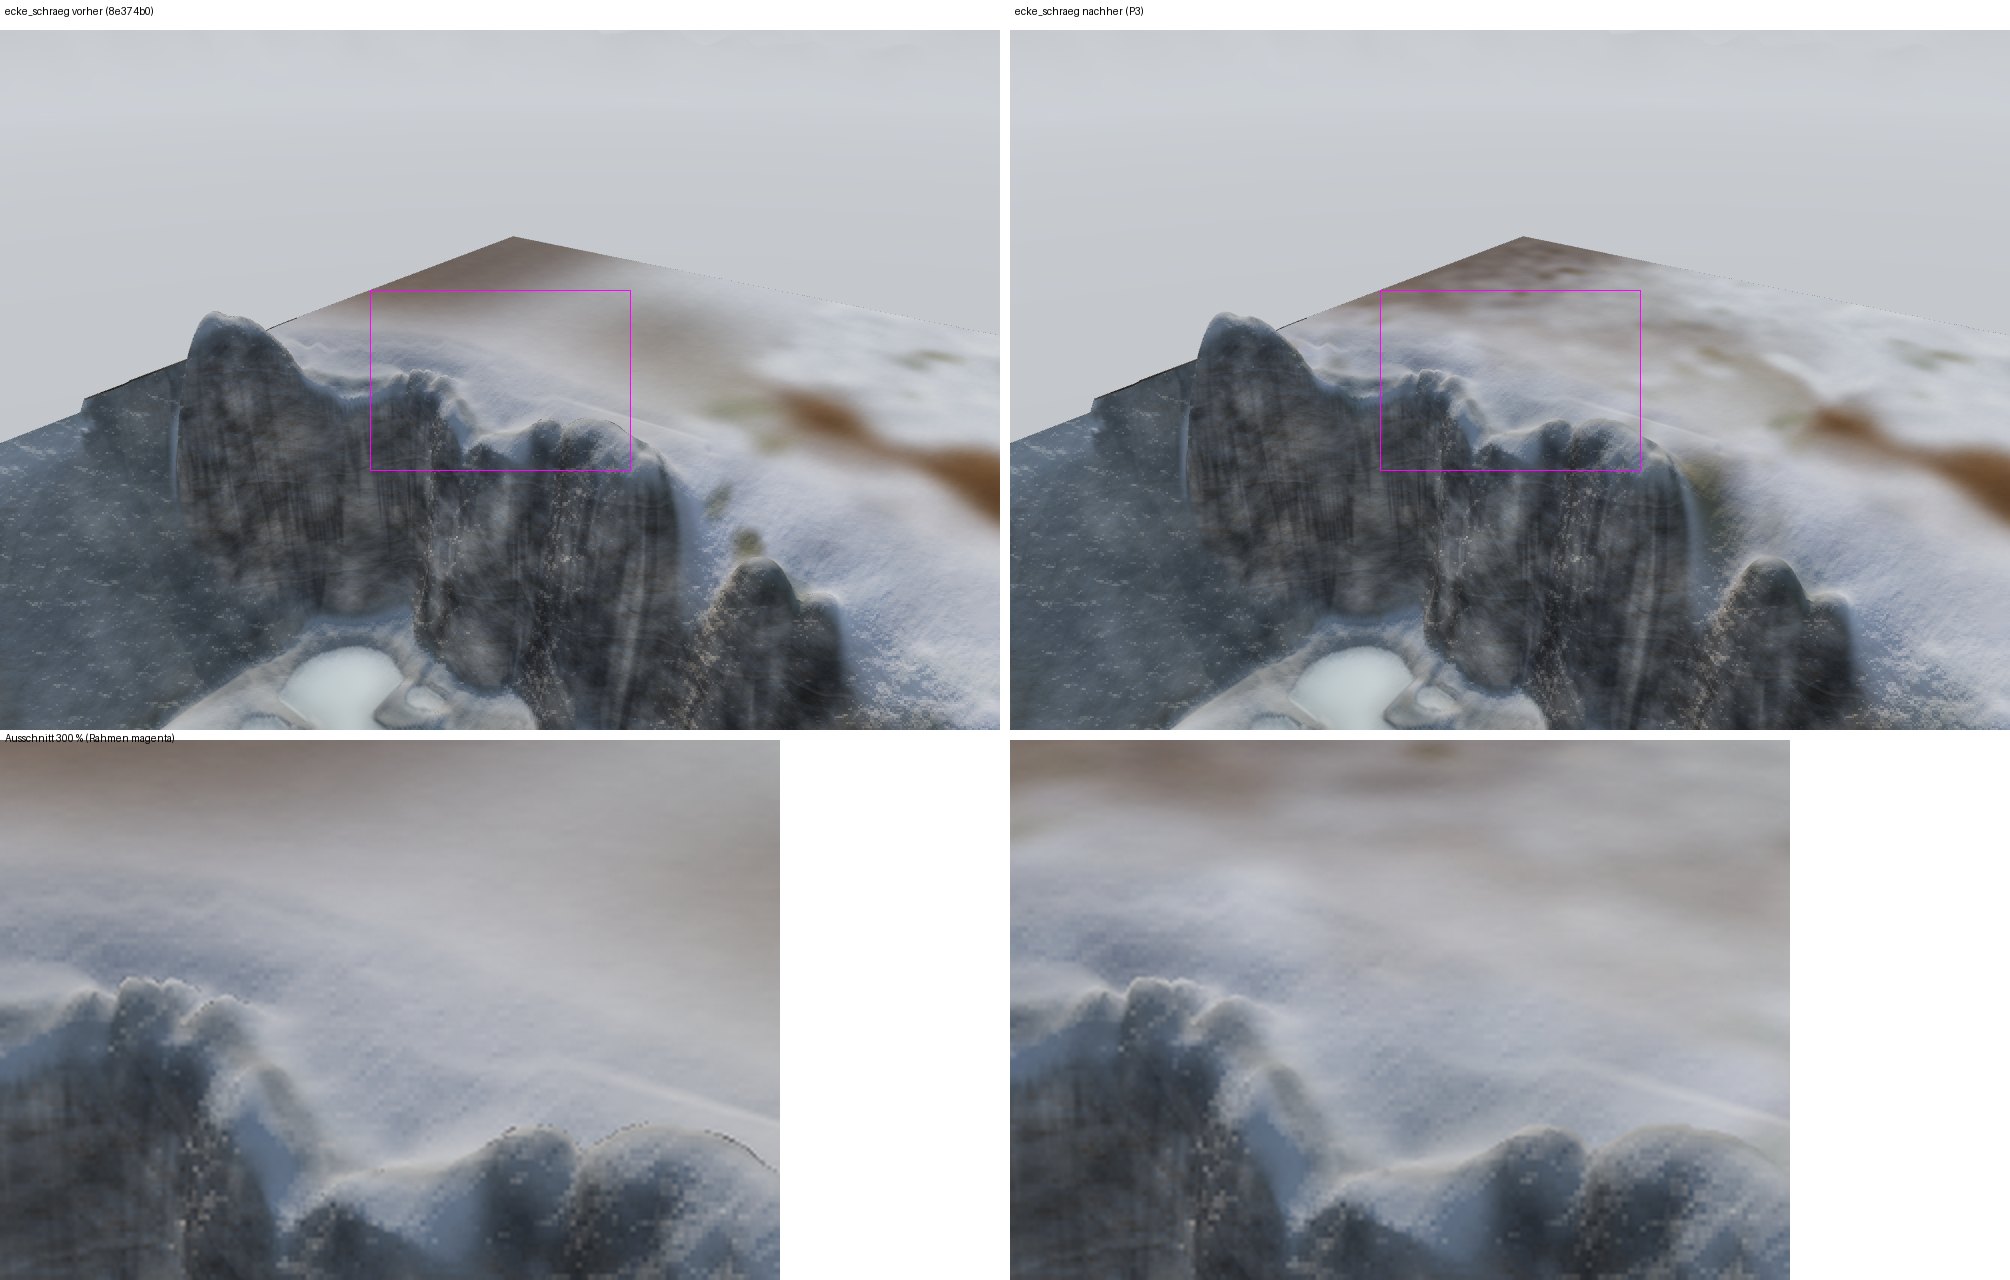 ecke_schraeg vorher (8e374b0)
ecke_schraeg nachher (P3)
Ausschnitt 300 % (Rahmen magenta)